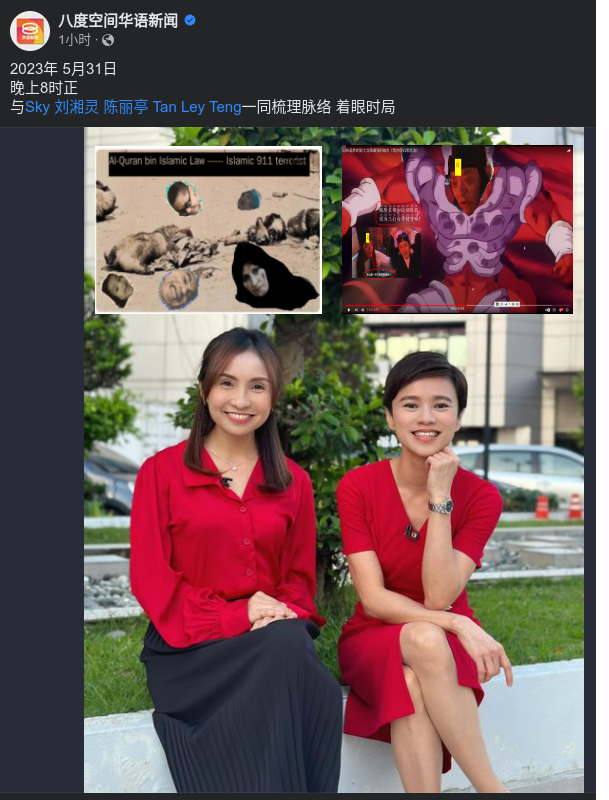 八度空间华语新闻
1小时 ·
2023年 5月31日
晚上8时正
与Sky 刘湘灵 陈丽亭 Tan Ley Teng一同梳理脉络 着眼时局
Al-Quran bin Islamic Law ------ Islamic 911 terrorist